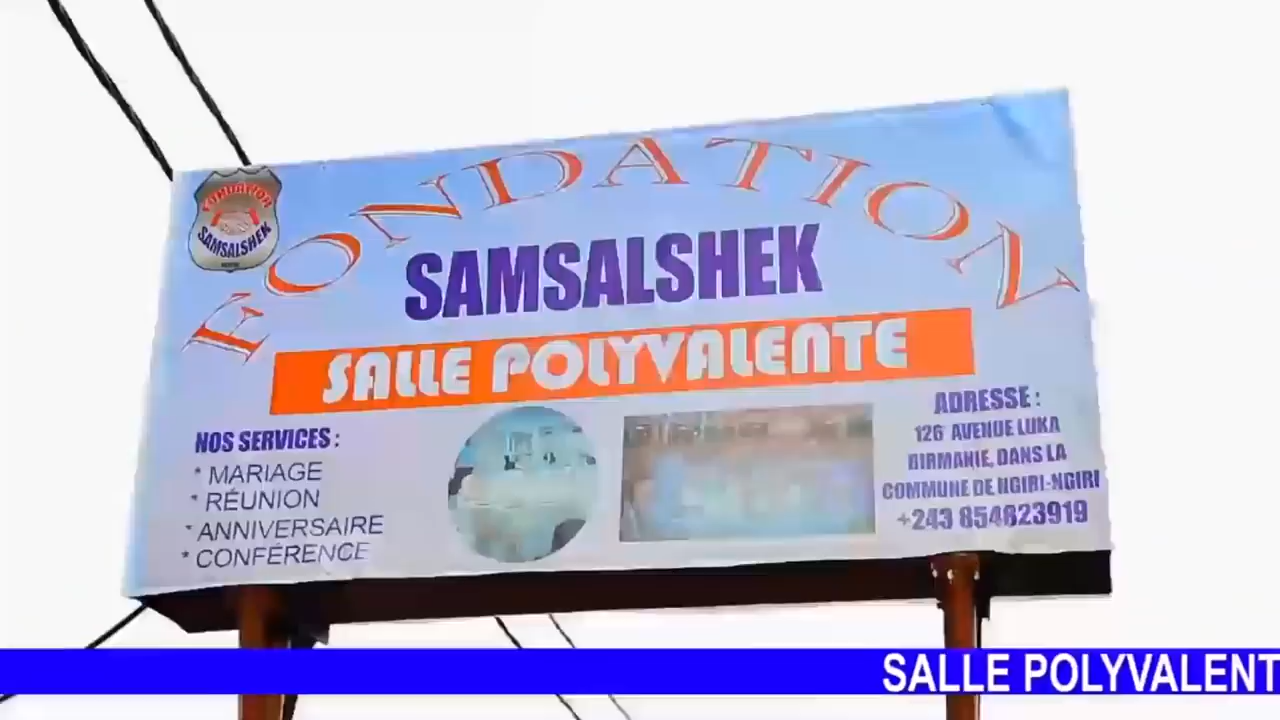 FONDATION
SAMSALSHEK
FONDATION
SAMSALSHEK
SALLE POLYVALENTE
NOS SERVICES :
* MARIAGE
* RÉUNION
* ANNIVERSAIRE
* CONFÉRENCE
ADRESSE :
126 AVENUE LUKA
BIRMANIE, DANS LA
COMMUNE DE NGIRI-NGIRI
+243 854823919
SALLE POLYVALENT